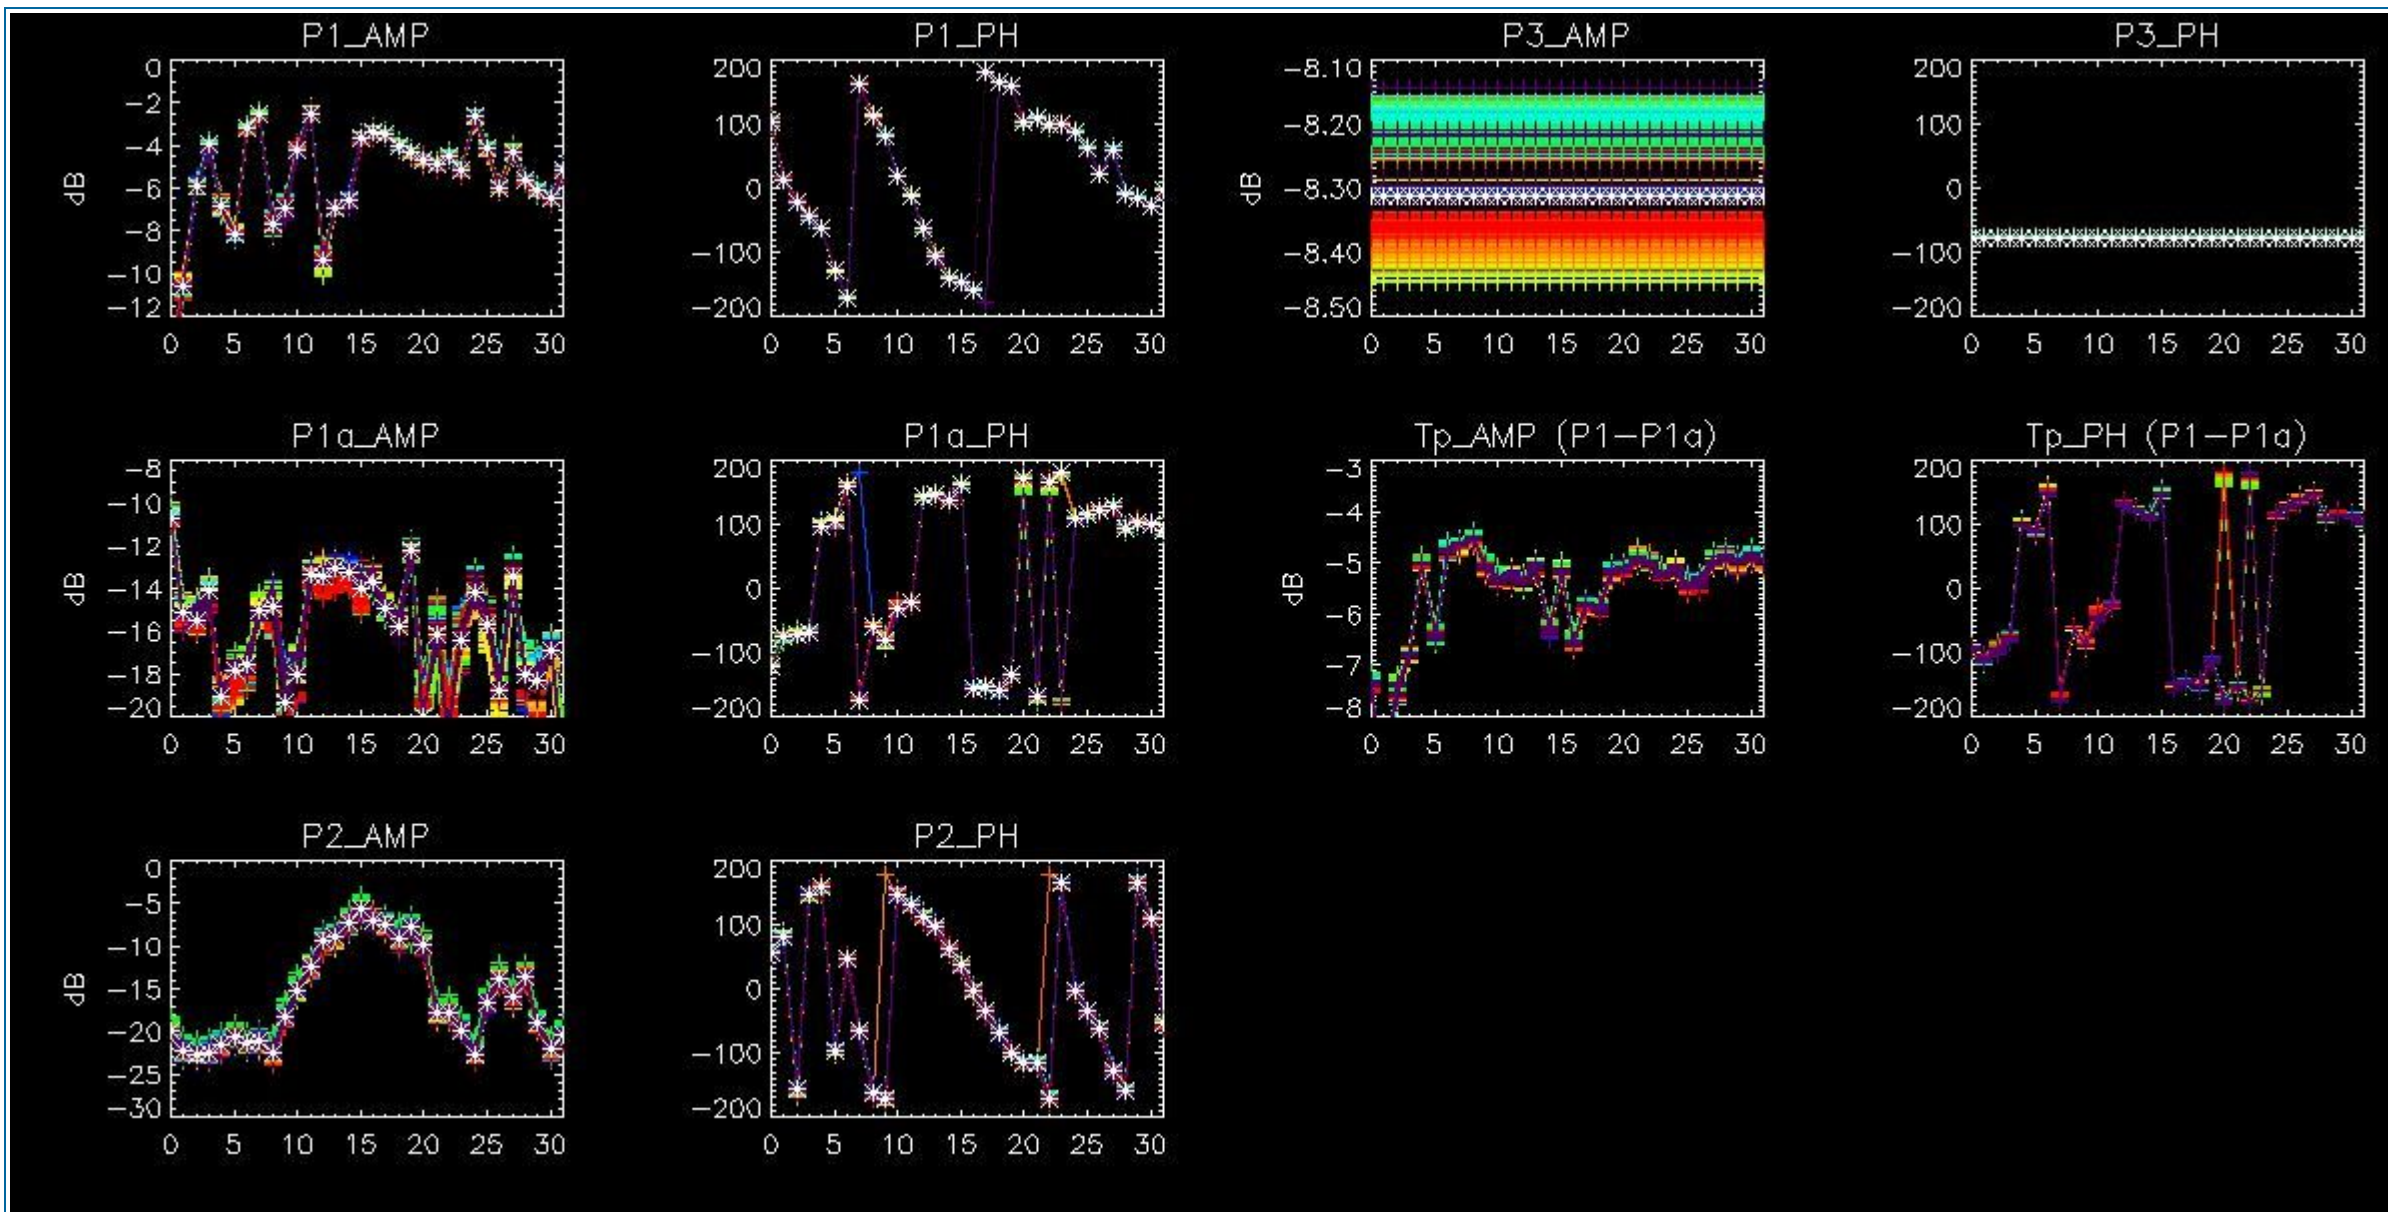 P1_AMP
dB
0
−2
−4
−6
−8
−10
−12
0 5 10 15 20 25 30
P1_PH
200
100
0
−100
−200
0 5 10 15 20 25 30
P3_AMP
dB
−8.10
−8.20
−8.30
−8.40
−8.50
0 5 10 15 20 25 30
P3_PH
200
100
0
−100
−200
0 5 10 15 20 25 30
P1a_AMP
dB
−8
−10
−12
−14
−16
−18
−20
0 5 10 15 20 25 30
P1a_PH
200
100
0
−100
−200
0 5 10 15 20 25 30
Tp_AMP (P1−P1a)
dB
−3
−4
−5
−6
−7
−8
0 5 10 15 20 25 30
Tp_PH (P1−P1a)
200
100
0
−100
−200
0 5 10 15 20 25 30
P2_AMP
dB
0
−5
−10
−15
−20
−25
−30
0 5 10 15 20 25 30
P2_PH
200
100
0
−100
−200
0 5 10 15 20 25 30